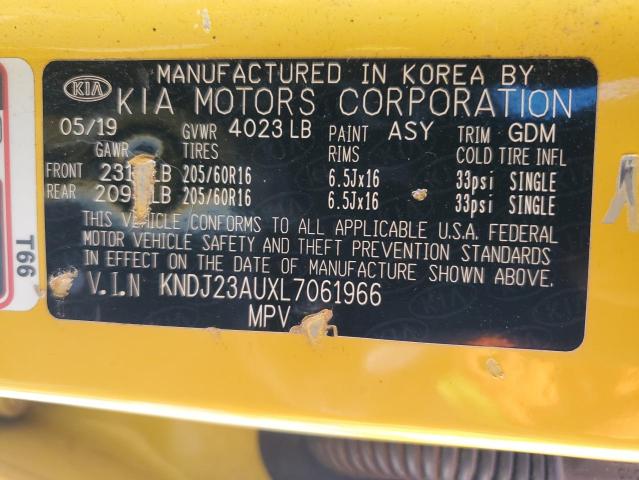 MANUFACTURED IN KOREA BY
KIA KIA MOTORS CORPORATION
05/19 GVWR 4023 LB PAINT ASY TRIM GDM
GAWR TIRES RIMS COLD TIRE INFL
FRONT LB 205/60R16 6.5Jx16 33psi SINGLE
REAR LB 205/60R16 6.5Jx16 33psi SINGLE
THIS VEHICLE CONFORMS TO ALL APPLICABLE U.S.A. FEDERAL
MOTOR VEHICLE SAFETY AND THEFT PREVENTION STANDARDS
IN EFFECT ON THE DATE OF MANUFACTURE SHOWN ABOVE.
V.I.N KNDJ23AUXL7061966
MPV
T66